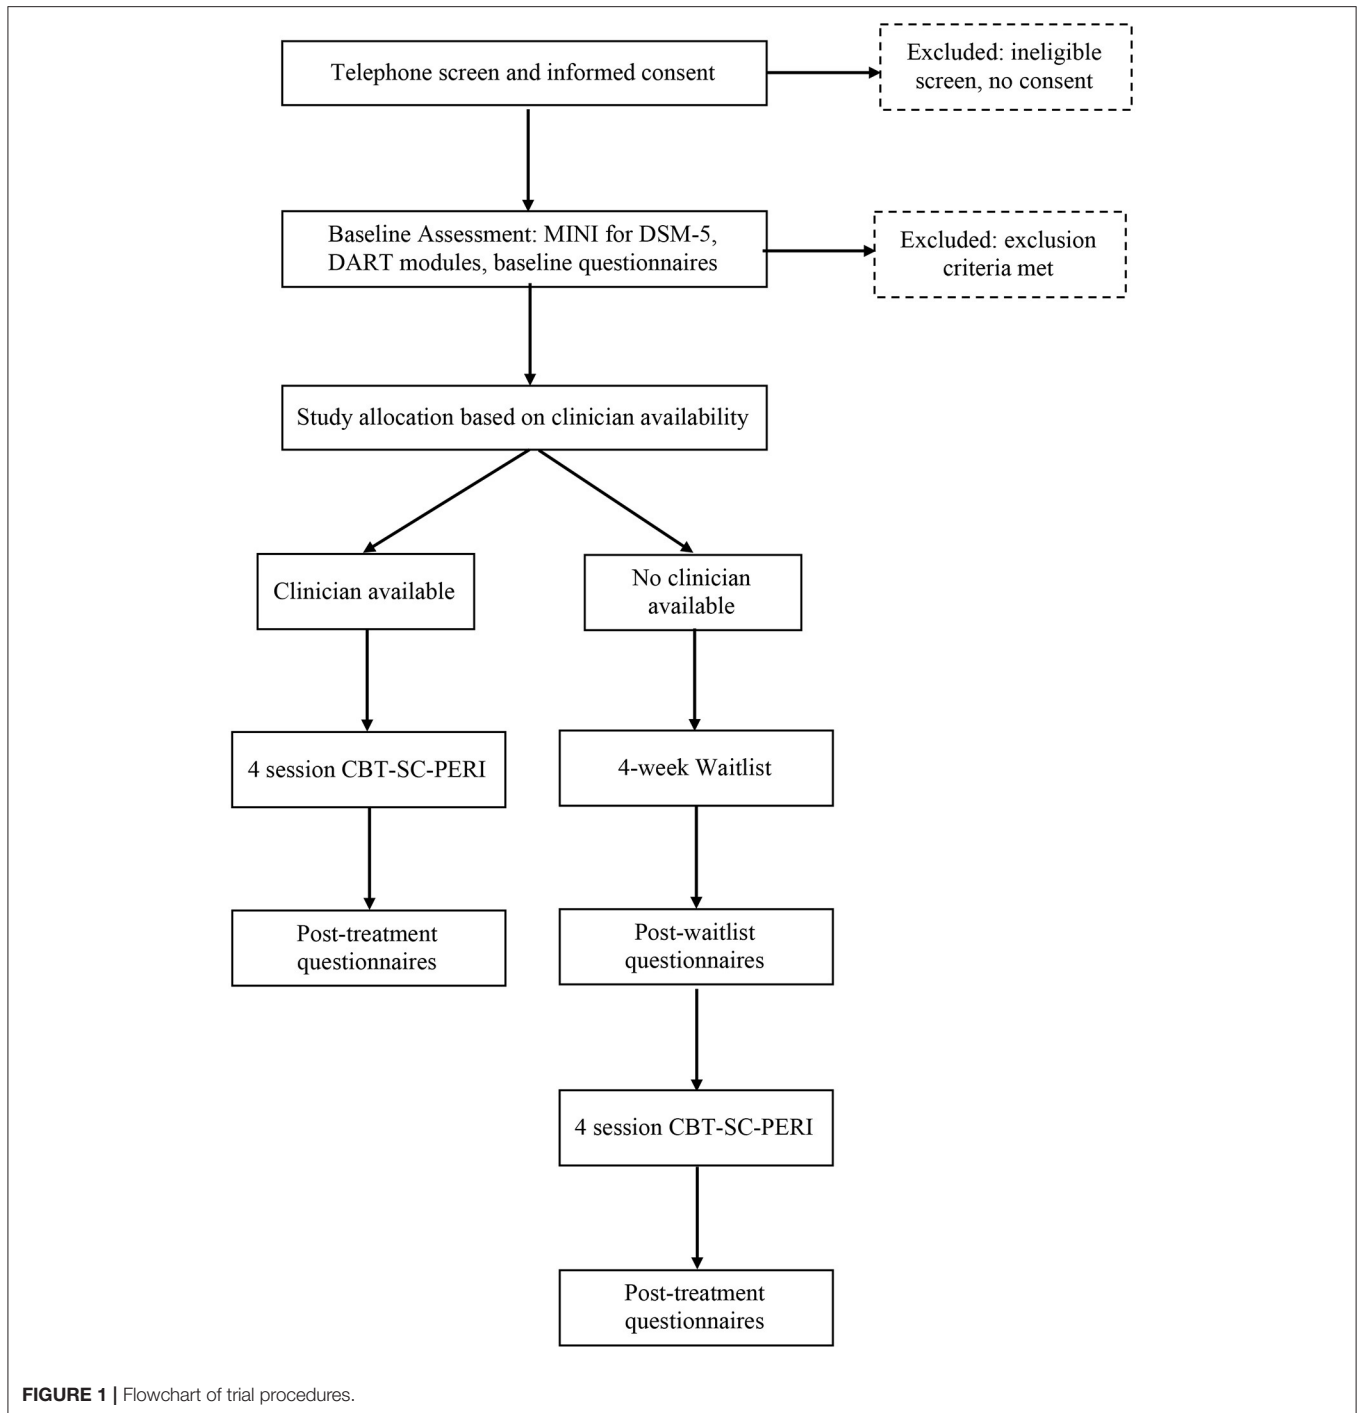 Telephone screen and informed consent
Excluded: ineligible
screen, no consent
Baseline Assessment: MINI for DSM-5,
DART modules, baseline questionnaires
Excluded: exclusion
criteria met
Study allocation based on clinician availability
Clinician available
No clinician
available
4 session CBT-SC-PERI
4-week Waitlist
Post-treatment
questionnaires
Post-waitlist
questionnaires
4 session CBT-SC-PERI
Post-treatment
questionnaires
FIGURE 1 | Flowchart of trial procedures.